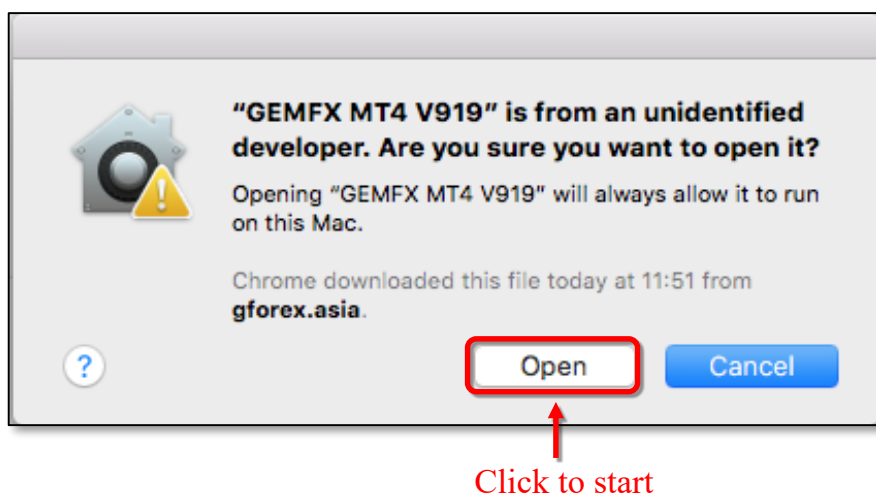 “GEMFX MT4 V919” is from an unidentified
developer. Are you sure you want to open it?
Opening “GEMFX MT4 V919” will always allow it to run
on this Mac.
Chrome downloaded this file today at 11:51 from
gforex.asia.
?
Open
Cancel
Click to start